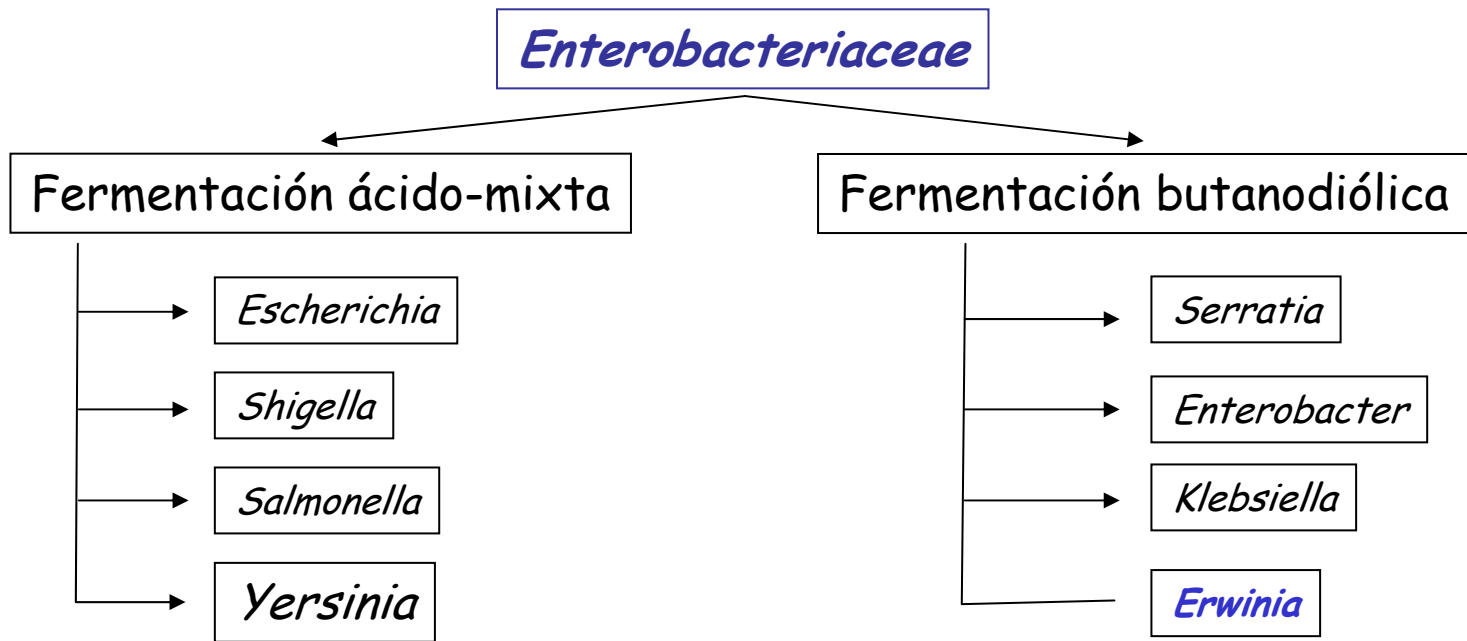 Enterobacteriaceae
Fermentación ácido-mixta
Escherichia
Shigella
Salmonella
Yersinia
Fermentación butanodiólica
Serratia
Enterobacter
Klebsiella
Erwinia